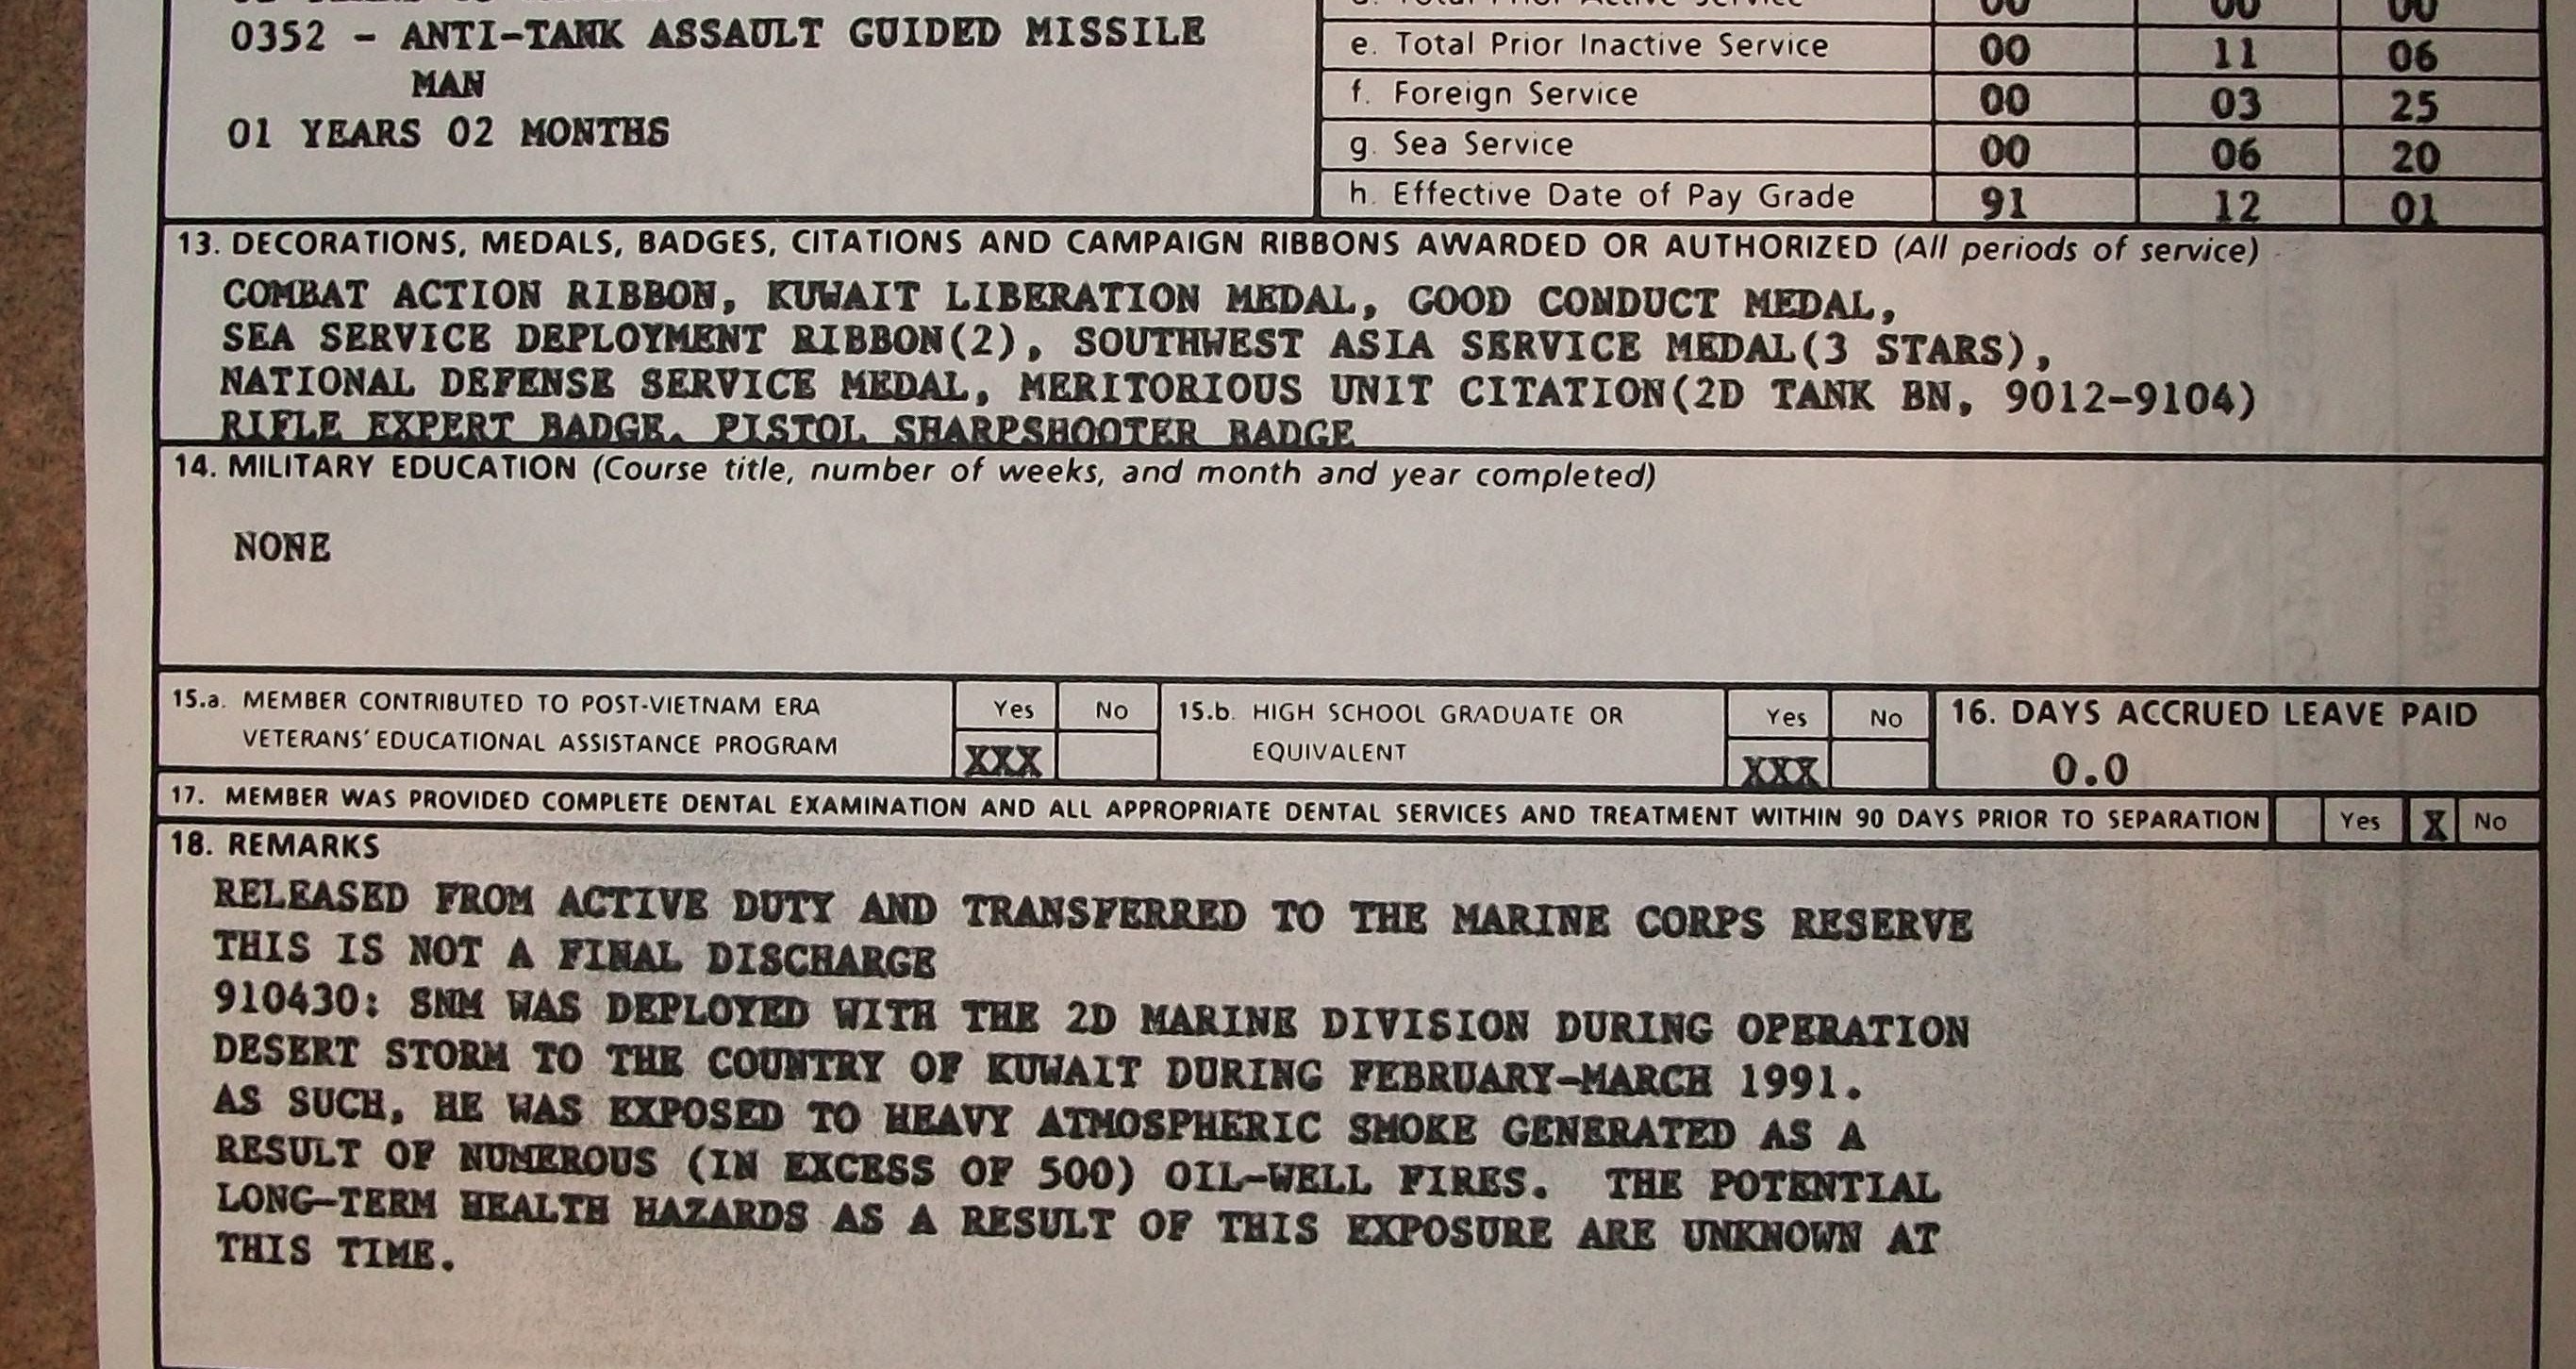 0352 - ANTI-TANK ASSAULT GUIDED MISSILE
MAN
01 YEARS 02 MONTHS
d. Total Prior Active Service 00 00 00
e. Total Prior Inactive Service 00 11 06
f. Foreign Service 00 03 25
g. Sea Service 00 06 20
h. Effective Date of Pay Grade 91 12 01
13. DECORATIONS, MEDALS, BADGES, CITATIONS AND CAMPAIGN RIBBONS AWARDED OR AUTHORIZED (All periods of service)
COMBAT ACTION RIBBON, KUWAIT LIBERATION MEDAL, GOOD CONDUCT MEDAL,
SEA SERVICE DEPLOYMENT RIBBON(2), SOUTHWEST ASIA SERVICE MEDAL(3 STARS),
NATIONAL DEFENSE SERVICE MEDAL, MERITORIOUS UNIT CITATION(2D TANK BN, 9012-9104)
RIFLE EXPERT BADGE, PISTOL SHARPSHOOTER BADGE
14. MILITARY EDUCATION (Course title, number of weeks, and month and year completed)
NONE
15.a. MEMBER CONTRIBUTED TO POST-VIETNAM ERA Yes No
VETERANS' EDUCATIONAL ASSISTANCE PROGRAM XXX
15.b. HIGH SCHOOL GRADUATE OR Yes No
EQUIVALENT XXX
16. DAYS ACCRUED LEAVE PAID
0.0
17. MEMBER WAS PROVIDED COMPLETE DENTAL EXAMINATION AND ALL APPROPRIATE DENTAL SERVICES AND TREATMENT WITHIN 90 DAYS PRIOR TO SEPARATION Yes X No
18. REMARKS
RELEASED FROM ACTIVE DUTY AND TRANSFERRED TO THE MARINE CORPS RESERVE
THIS IS NOT A FINAL DISCHARGE
910430: SNM WAS DEPLOYED WITH THE 2D MARINE DIVISION DURING OPERATION
DESERT STORM TO THE COUNTRY OF KUWAIT DURING FEBRUARY-MARCH 1991.
AS SUCH, HE WAS EXPOSED TO HEAVY ATMOSPHERIC SMOKE GENERATED AS A
RESULT OF NUMEROUS (IN EXCESS OF 500) OIL-WELL FIRES. THE POTENTIAL
LONG-TERM HEALTH HAZARDS AS A RESULT OF THIS EXPOSURE ARE UNKNOWN AT
THIS TIME.